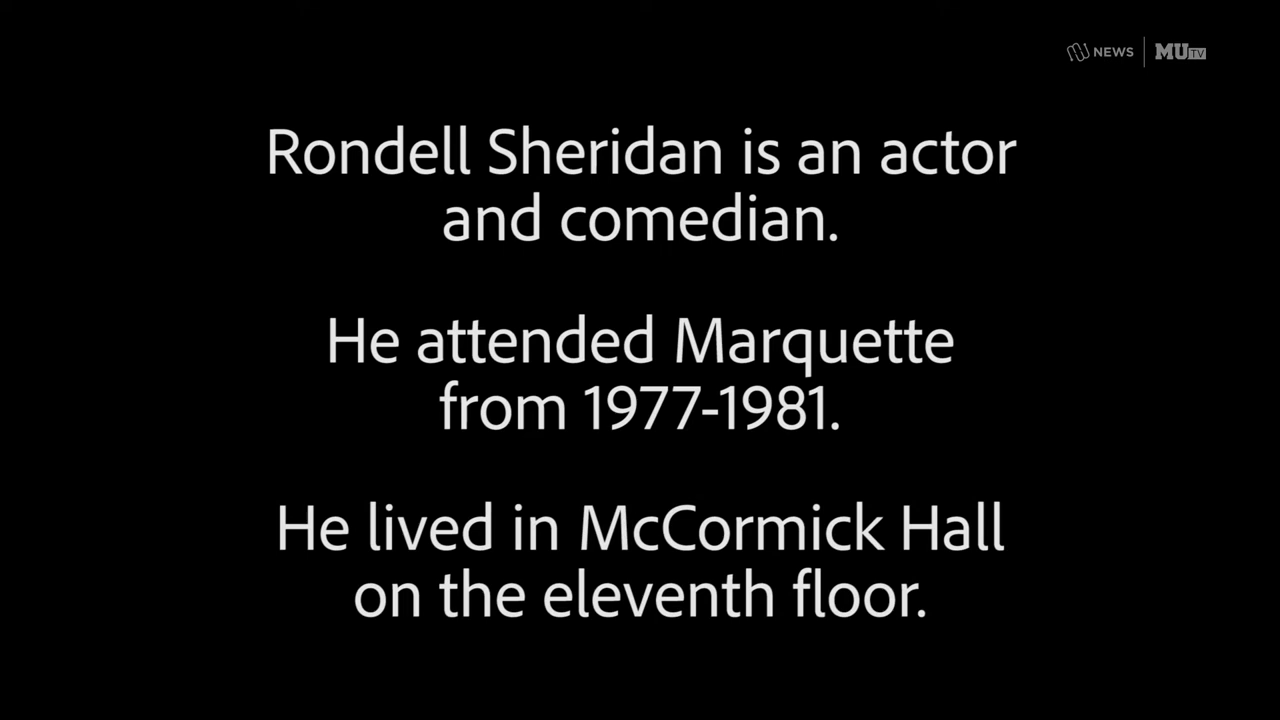 NEWS MUTV
Rondell Sheridan is an actor
and comedian.
He attended Marquette
from 1977-1981.
He lived in McCormick Hall
on the eleventh floor.